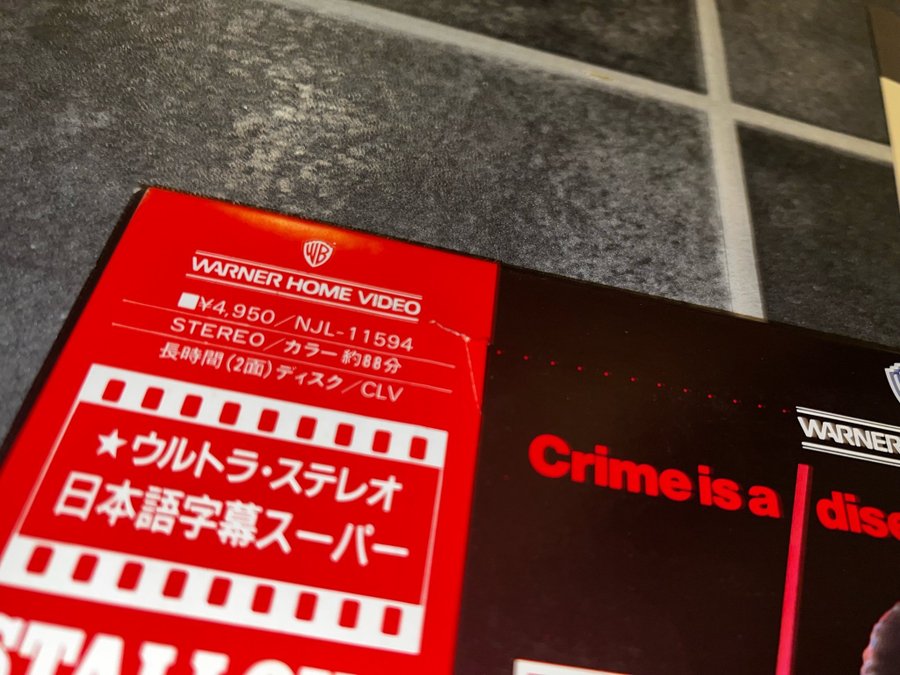 WB
WARNER HOME VIDEO
■¥4,950/NJL-11594
STEREO/カラー 約88分
長時間(2面)ディスク/CLV
★ウルトラ・ステレオ
日本語字幕スーパー
WARNER
Crime is a